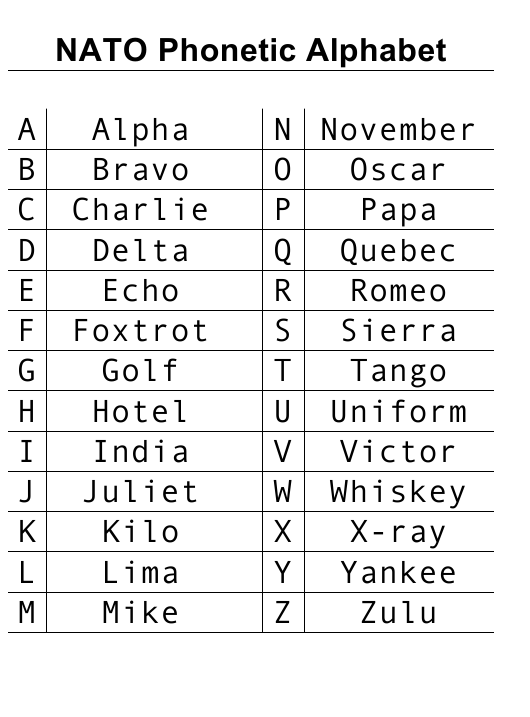 NATO Phonetic Alphabet
A Alpha N November
B Bravo O Oscar
C Charlie P Papa
D Delta Q Quebec
E Echo R Romeo
F Foxtrot S Sierra
G Golf T Tango
H Hotel U Uniform
I India V Victor
J Juliet W Whiskey
K Kilo X X-ray
L Lima Y Yankee
M Mike Z Zulu